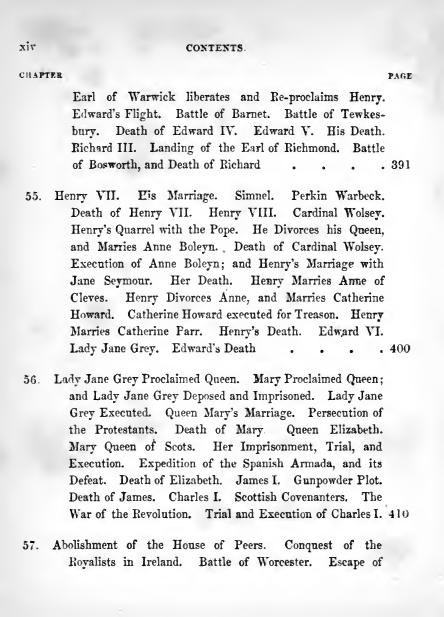 xiv CONTENTS.
CHAPTER PAGE
Earl of Warwick liberates and Re-proclaims Henry.
Edward's Flight. Battle of Barnet. Battle of Tewkes-
bury. Death of Edward IV. Edward V. His Death.
Richard III. Landing of the Earl of Richmond. Battle
of Bosworth, and Death of Richard . . . . 391
55. Henry VII. His Marriage. Simnel. Perkin Warbeck.
Death of Henry VII. Henry VIII. Cardinal Wolsey.
Henry's Quarrel with the Pope. He Divorces his Queen,
and Marries Anne Boleyn. Death of Cardinal Wolsey.
Execution of Anne Boleyn; and Henry's Marriage with
Jane Seymour. Her Death. Henry Marries Anne of
Cleves. Henry Divorces Anne, and Marries Catherine
Howard. Catherine Howard executed for Treason. Henry
Marries Catherine Parr. Henry's Death. Edward VI.
Lady Jane Grey. Edward's Death . . . . 400
56. Lady Jane Grey Proclaimed Queen. Mary Proclaimed Queen;
and Lady Jane Grey Deposed and Imprisoned. Lady Jane
Grey Executed. Queen Mary's Marriage. Persecution of
the Protestants. Death of Mary Queen Elizabeth.
Mary Queen of Scots. Her Imprisonment, Trial, and
Execution. Expedition of the Spanish Armada, and its
Defeat. Death of Elizabeth. James I. Gunpowder Plot.
Death of James. Charles I. Scottish Covenanters. The
War of the Revolution. Trial and Execution of Charles I. 410
57. Abolishment of the House of Peers. Conquest of the
Royalists in Ireland. Battle of Worcester. Escape of